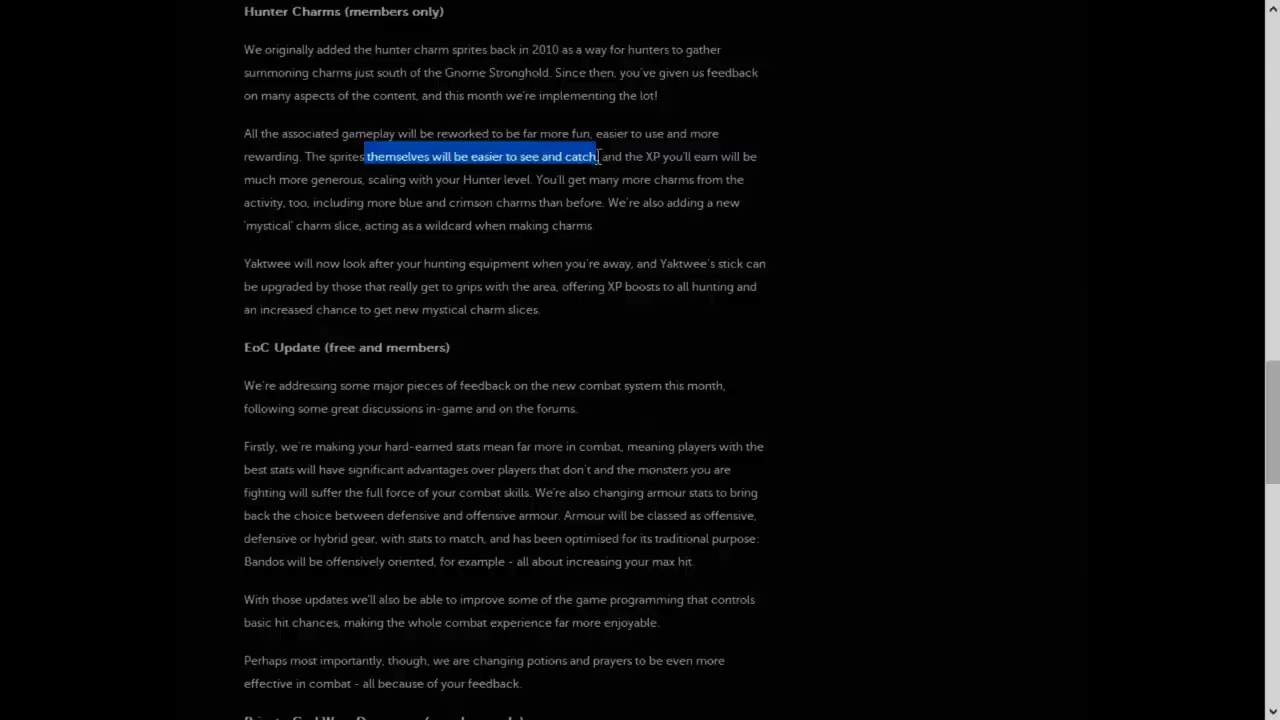 Hunter Charms (members only)
We originally added the hunter charm sprites back in 2010 as a way for hunters to gather
summoning charms just south of the Gnome Stronghold. Since then, you've given us feedback
on many aspects of the content, and this month we're implementing the lot!
All the associated gameplay will be reworked to be far more fun, easier to use and more
rewarding. The sprites themselves will be easier to see and catch, and the XP you'll earn will be
much more generous, scaling with your Hunter level. You'll get many more charms from the
activity, too, including more blue and crimson charms than before. We're also adding a new
'mystical' charm slice, acting as a wildcard when making charms.
Yaktwee will now look after your hunting equipment when you're away, and Yaktwee's stick can
be upgraded by those that really get to grips with the area, offering XP boosts to all hunting and
an increased chance to get new mystical charm slices.
EoC Update (free and members)
We're addressing some major pieces of feedback on the new combat system this month,
following some great discussions in-game and on the forums.
Firstly, we're making your hard-earned stats mean far more in combat, meaning players with the
best stats will have significant advantages over players that don't and the monsters you are
fighting will suffer the full force of your combat skills. We're also changing armour stats to bring
back the choice between defensive and offensive armour. Armour will be classed as offensive,
defensive or hybrid gear, with stats to match, and has been optimised for its traditional purpose:
Bandos will be offensively oriented, for example - all about increasing your max hit.
With those updates we'll also be able to improve some of the game programming that controls
basic hit chances, making the whole combat experience far more enjoyable.
Perhaps most importantly, though, we are changing potions and prayers to be even more
effective in combat - all because of your feedback.